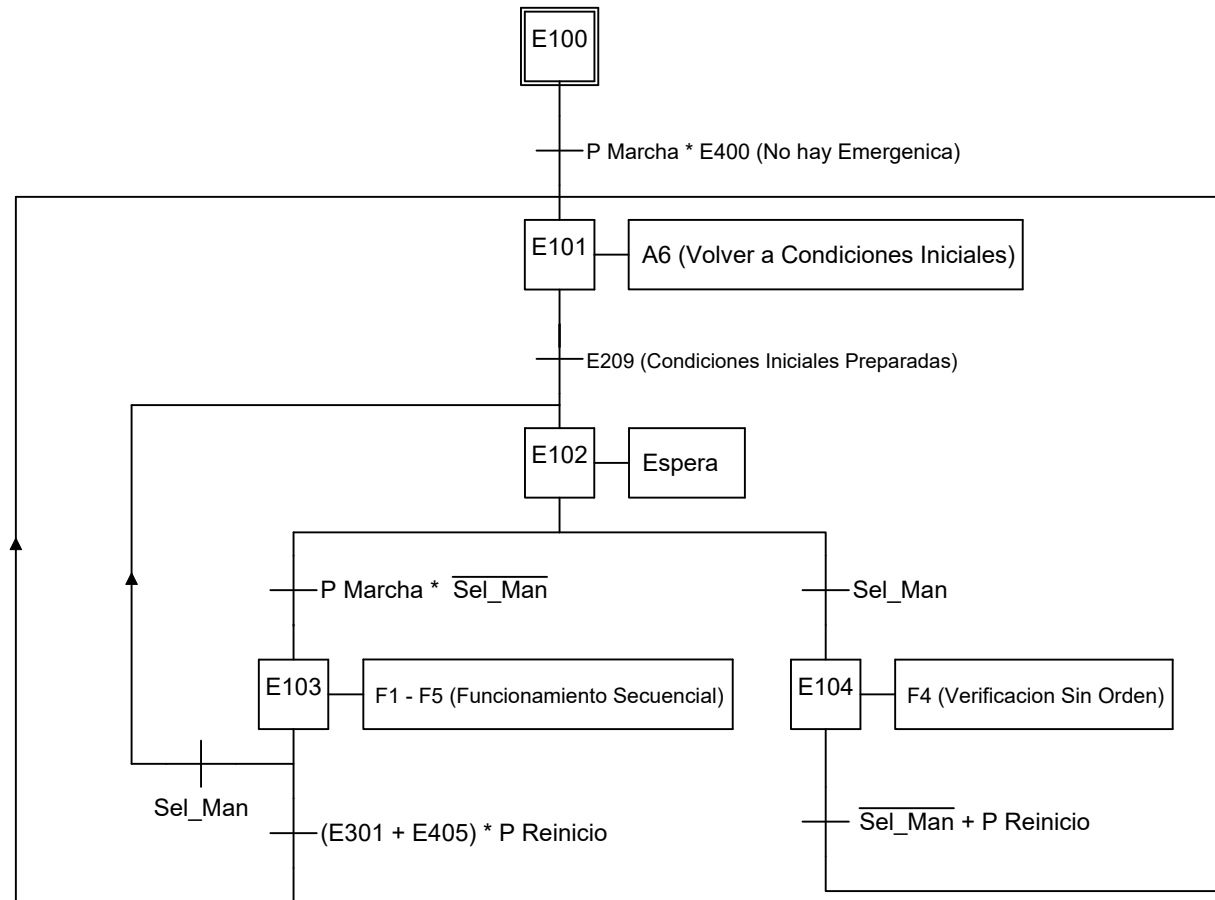 E100
P Marcha * E400 (No hay Emergenica)
E101
A6 (Volver a Condiciones Iniciales)
E209 (Condiciones Iniciales Preparadas)
E102
Espera
P Marcha * Sel_Man
Sel_Man
E103
F1 - F5 (Funcionamiento Secuencial)
E104
F4 (Verificacion Sin Orden)
Sel_Man
(E301 + E405) * P Reinicio
Sel_Man + P Reinicio